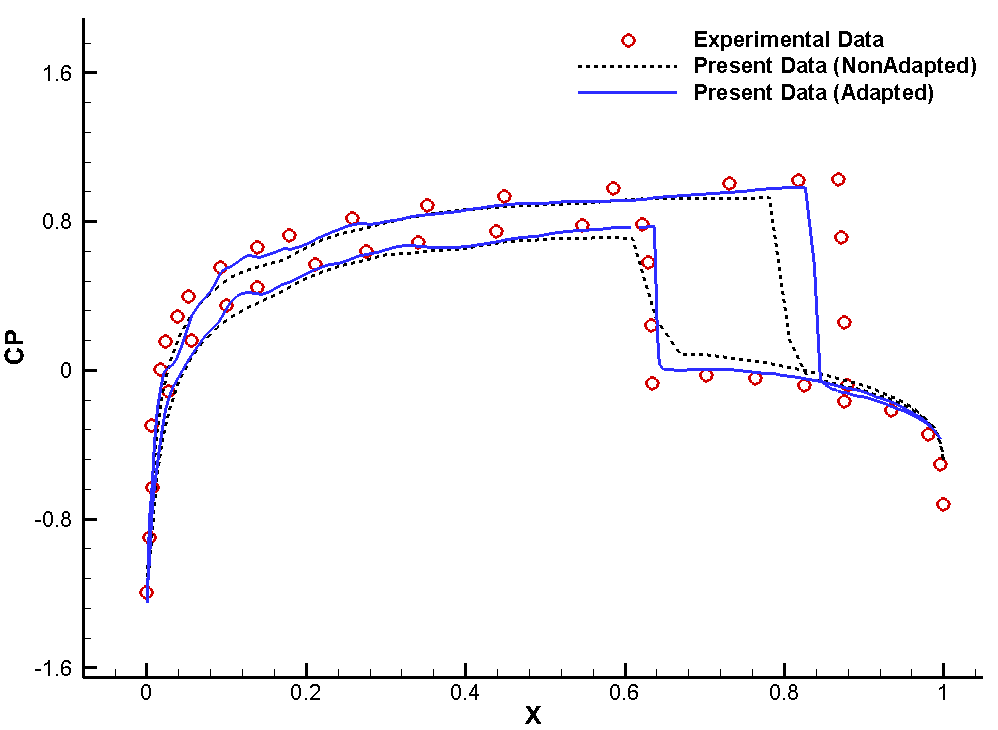 Experimental Data
Present Data (NonAdapted)
Present Data (Adapted)
1.6
0.8
0
-0.8
-1.6
CP
0 0.2 0.4 0.6 0.8 1
X